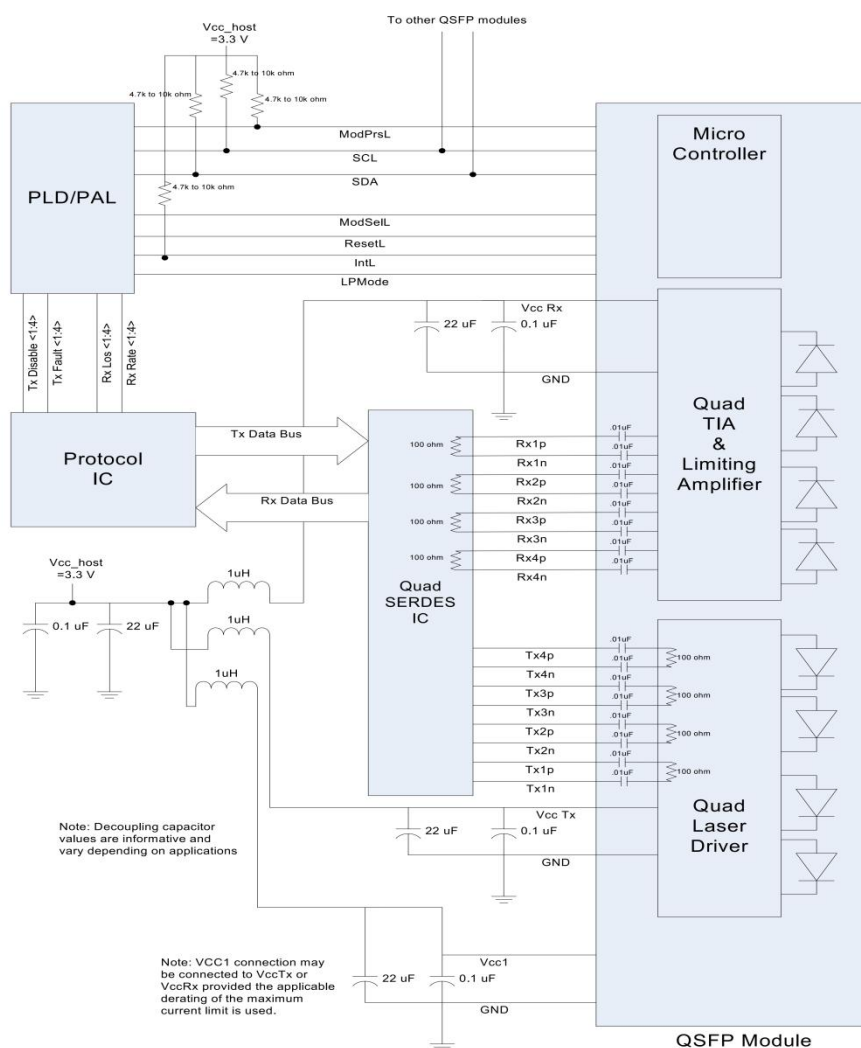 To other QSFP modules
Vcc_host
=3.3 V
4.7k to 10k ohm
4.7k to 10k ohm
4.7k to 10k ohm
4.7k to 10k ohm
PLD/PAL
ModPrsL
SCL
SDA
ModSelL
ResetL
IntL
LPMode
Micro
Controller
Tx Disable <1:4>
Tx Fault <1:4>
Rx Los <1:4>
Rx Rate <1:4>
Vcc Rx
22 uF
0.1 uF
GND
Quad
TIA
&
Limiting
Amplifier
Protocol
IC
Tx Data Bus
Rx Data Bus
100 ohm
100 ohm
100 ohm
100 ohm
Quad
SERDES
IC
Rx1p
Rx1n
Rx2p
Rx2n
Rx3p
Rx3n
Rx4p
Rx4n
.01uF
.01uF
.01uF
.01uF
.01uF
.01uF
.01uF
.01uF
Vcc_host
=3.3 V
0.1 uF
22 uF
1uH
1uH
1uH
Tx4p
Tx4n
Tx3p
Tx3n
Tx2p
Tx2n
Tx1p
Tx1n
.01uF
.01uF
.01uF
.01uF
.01uF
.01uF
.01uF
.01uF
100 ohm
100 ohm
100 ohm
100 ohm
Quad
Laser
Driver
Vcc Tx
22 uF
0.1 uF
GND
Note: Decoupling capacitor
values are informative and
vary depending on applications
Note: VCC1 connection may
be connected to VccTx or
VccRx provided the applicable
derating of the maximum
current limit is used.
Vcc1
22 uF
0.1 uF
GND
QSFP Module